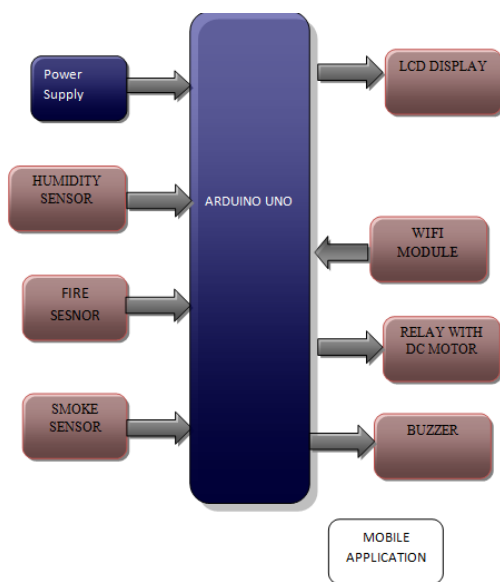 Power
Supply
LCD DISPLAY
HUMIDITY
SENSOR
ARDUINO UNO
WIFI
MODULE
FIRE
SESNOR
RELAY WITH
DC MOTOR
SMOKE
SENSOR
BUZZER
MOBILE
APPLICATION